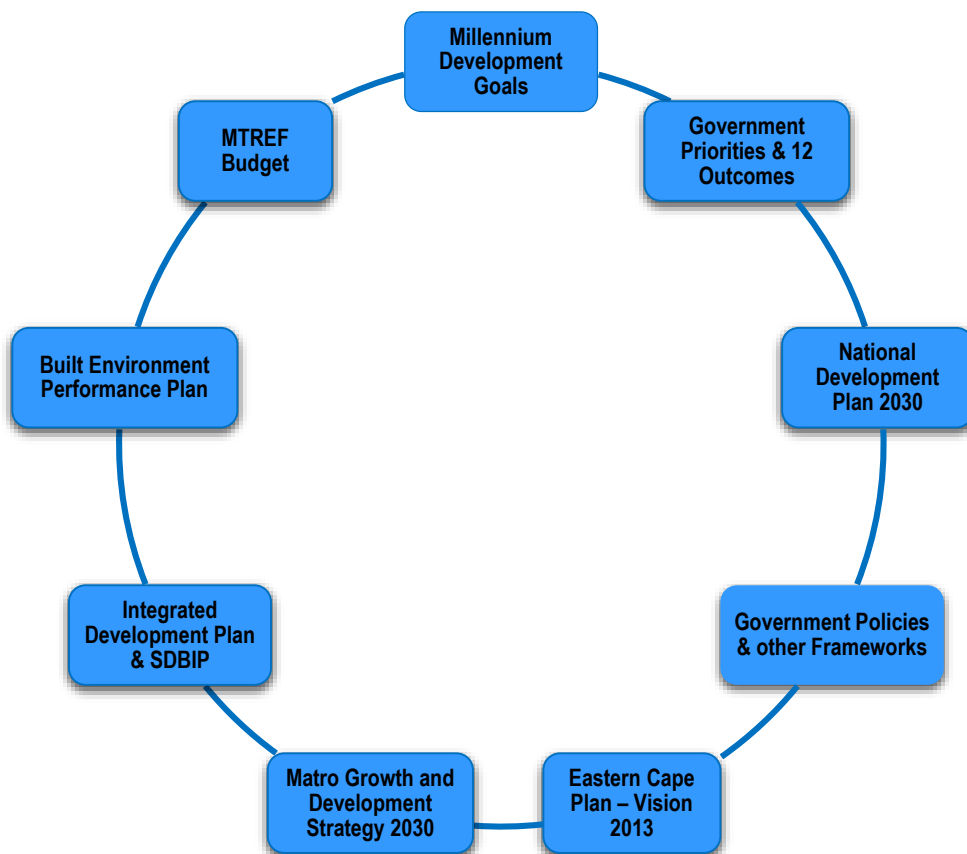 Millennium
Development
Goals
Government
Priorities & 12
Outcomes
National
Development
Plan 2030
Government Policies
& other Frameworks
Eastern Cape
Plan – Vision
2013
Matro Growth and
Development
Strategy 2030
Integrated
Development Plan
& SDBIP
Built Environment
Performance Plan
MTREF
Budget